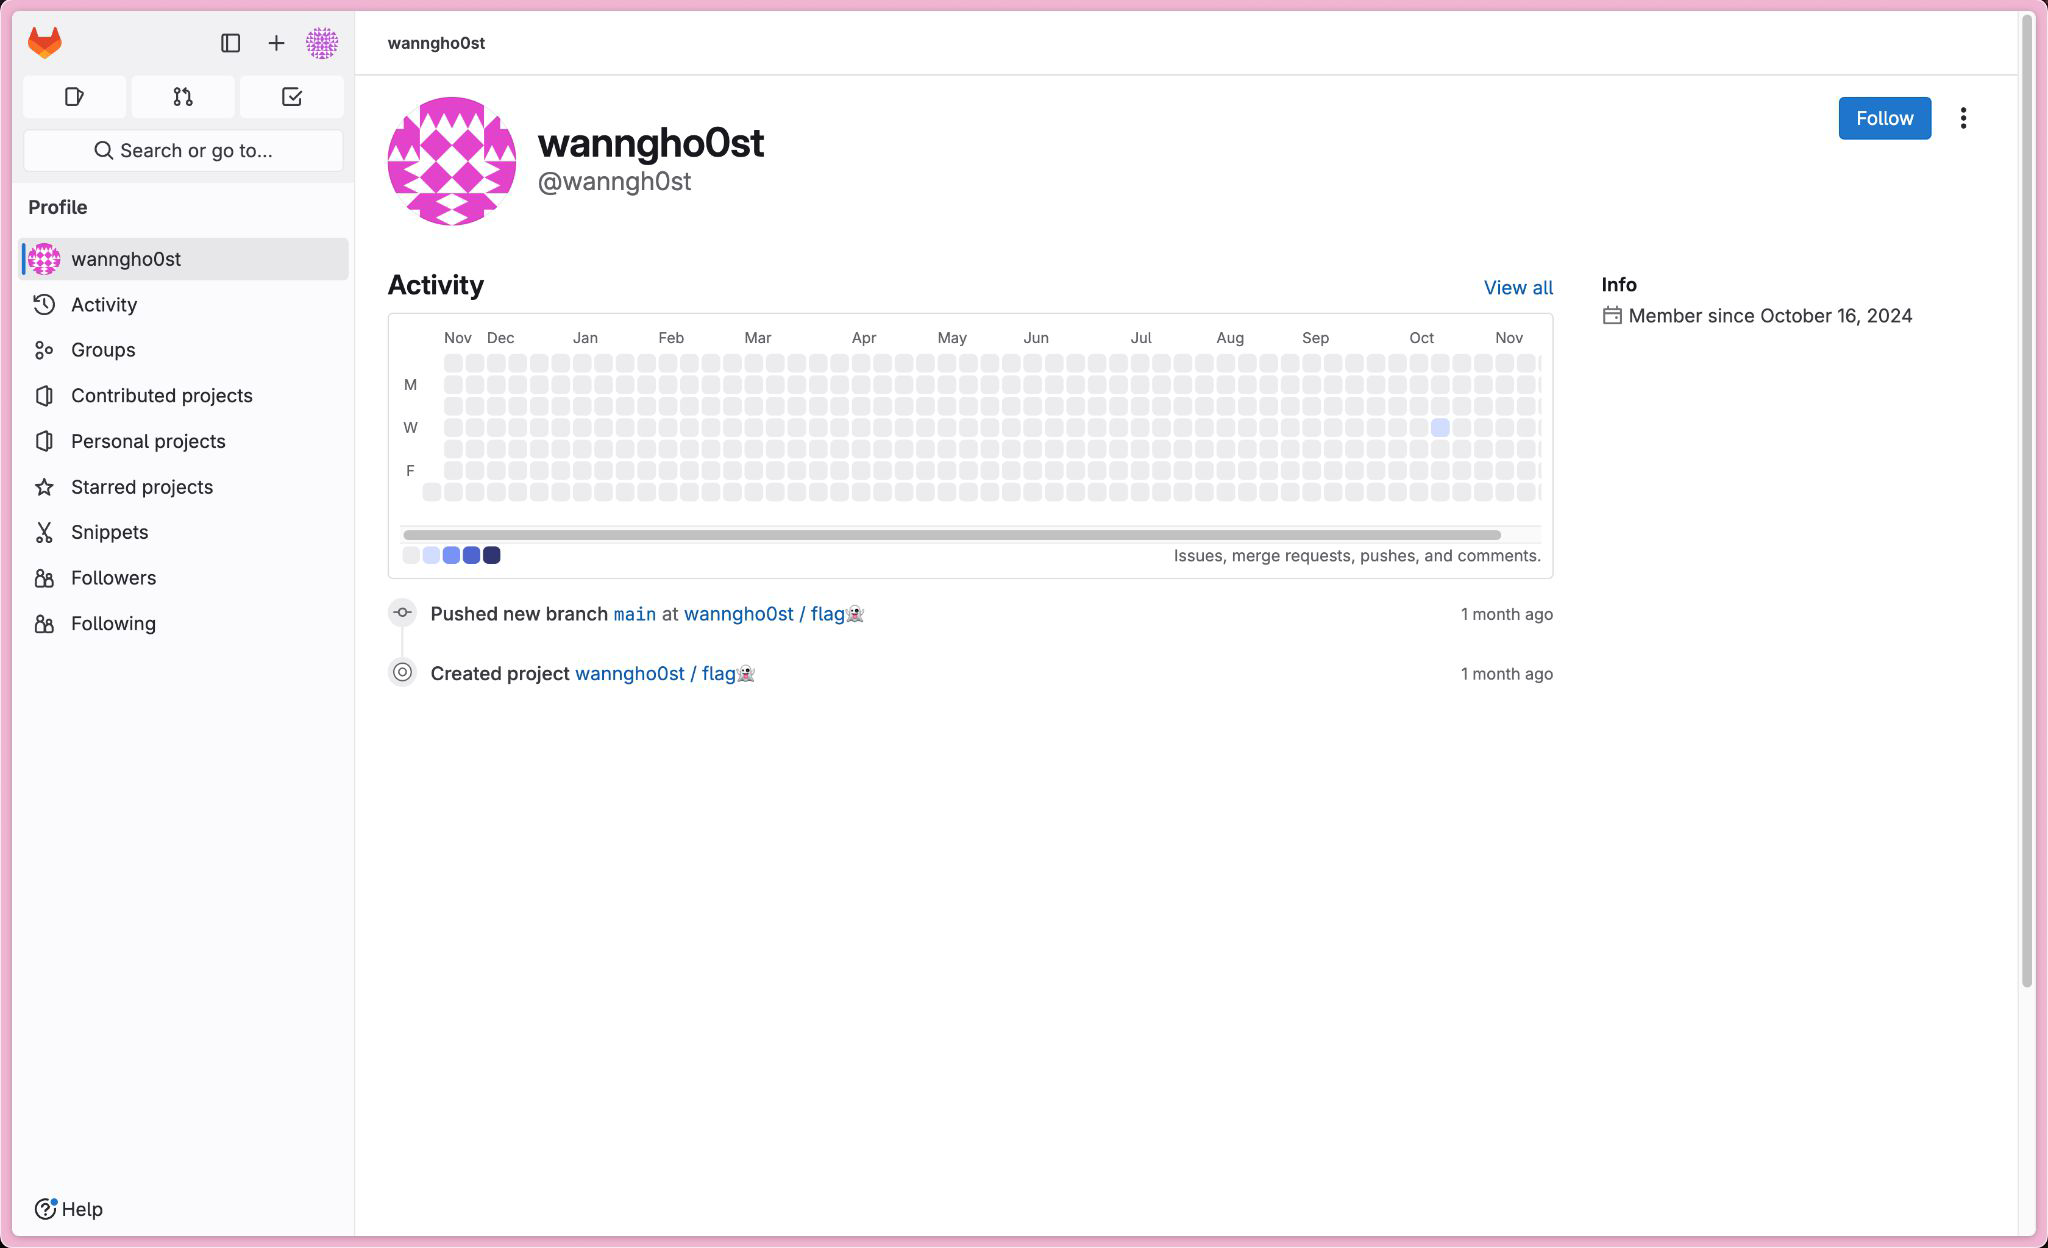 wanngho0st
Search or go to...
Profile
wanngho0st
Activity
Groups
Contributed projects
Personal projects
Starred projects
Snippets
Followers
Following
Help
wanngho0st
@wanngh0st
Follow
Activity
View all
Nov Dec Jan Feb Mar Apr May Jun Jul Aug Sep Oct Nov
M
W
F
Issues, merge requests, pushes, and comments.
Pushed new branch main at wanngho0st / flag👻
1 month ago
Created project wanngho0st / flag👻
1 month ago
Info
Member since October 16, 2024